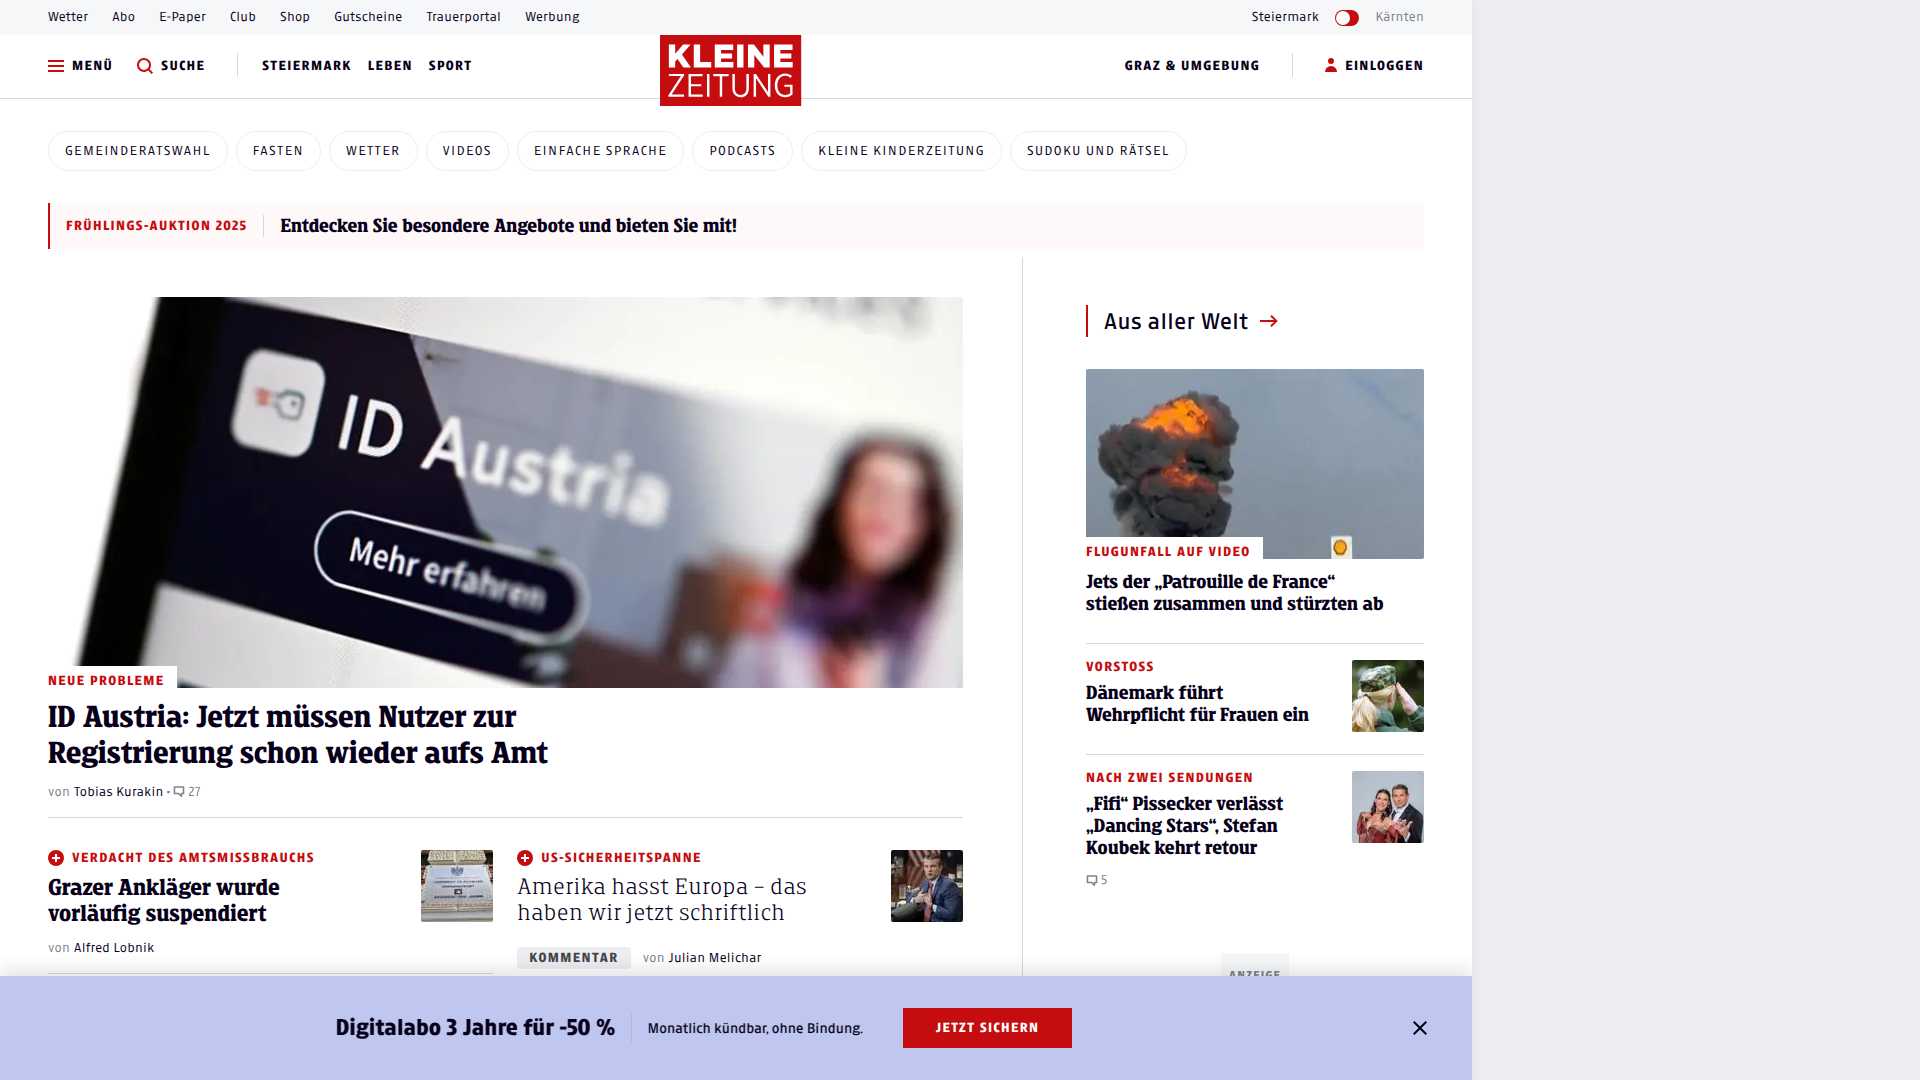 Wetter Abo E-Paper Club Shop Gutscheine Trauerportal Werbung Steiermark Kärnten
MENÜ SUCHE STEIERMARK LEBEN SPORT KLEINE ZEITUNG GRAZ & UMGEBUNG EINLOGGEN
GEMEINDERATSWAHL FASTEN WETTER VIDEOS EINFACHE SPRACHE PODCASTS KLEINE KINDERZEITUNG SUDOKU UND RÄTSEL
FRÜHLINGS-AUKTION 2025 Entdecken Sie besondere Angebote und bieten Sie mit!
ID Austria
Mehr erfahren
NEUE PROBLEME
ID Austria: Jetzt müssen Nutzer zur
Registrierung schon wieder aufs Amt
von Tobias Kurakin • 27
VERDACHT DES AMTSMISSBRAUCHS
Grazer Ankläger wurde
vorläufig suspendiert
von Alfred Lobnik
US-SICHERHEITSPANNE
Amerika hasst Europa – das
haben wir jetzt schriftlich
KOMMENTAR von Julian Melichar
Aus aller Welt
FLUGUNFALL AUF VIDEO
Jets der „Patrouille de France“
stießen zusammen und stürzten ab
VORSTOSS
Dänemark führt
Wehrpflicht für Frauen ein
NACH ZWEI SENDUNGEN
„Fifi“ Pissecker verlässt
„Dancing Stars“, Stefan
Koubek kehrt retour
5
ANZEIGE
Digitalabo 3 Jahre für -50 % Monatlich kündbar, ohne Bindung. JETZT SICHERN